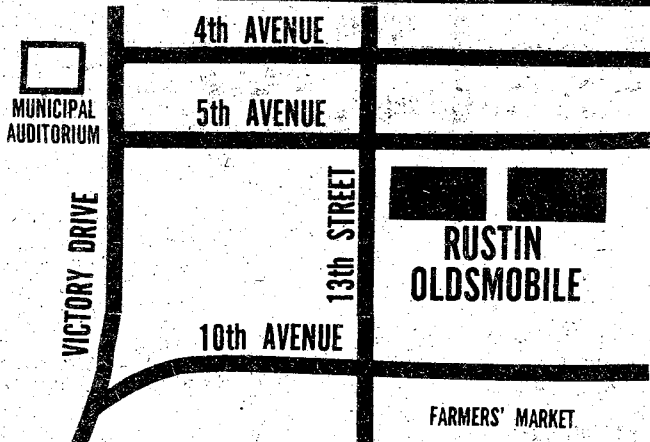 4th AVENUE
MUNICIPAL
AUDITORIUM
5th AVENUE
VICTORY DRIVE
13th STREET
RUSTIN
OLDSMOBILE
10th AVENUE
FARMERS' MARKET